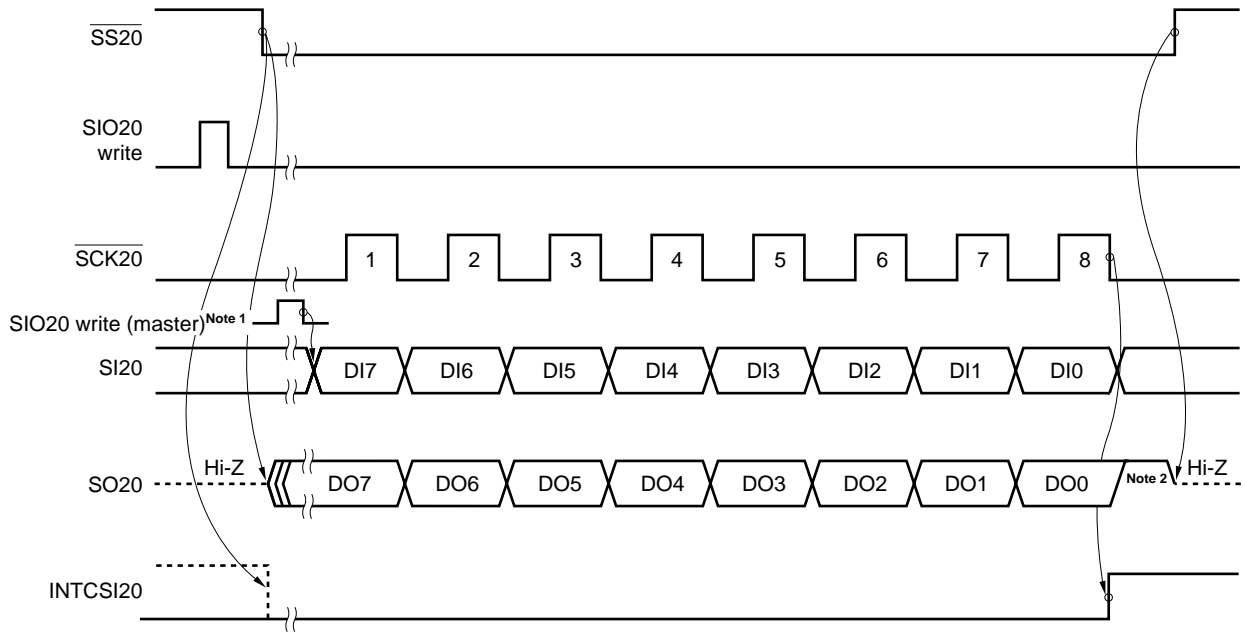 SS20
SIO20
write
SCK20
1 2 3 4 5 6 7 8
SIO20 write (master)Note 1
SI20 DI7 DI6 DI5 DI4 DI3 DI2 DI1 DI0
Hi-Z Note 2 Hi-Z
SO20 DO7 DO6 DO5 DO4 DO3 DO2 DO1 DO0
INTCSI20